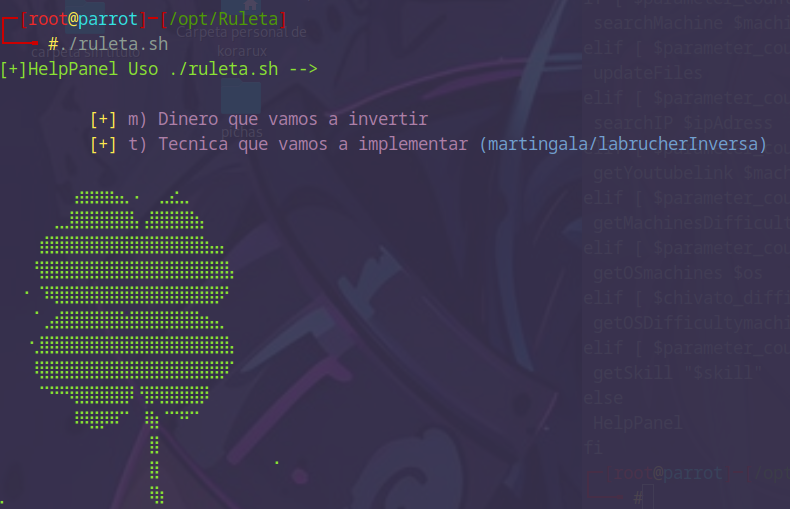 ┌─[root@parrot]─[/opt/Ruleta]
└──╼ #./ruleta.sh
[+]HelpPanel Uso ./ruleta.sh -->
[+] m) Dinero que vamos a invertir
[+] t) Tecnica que vamos a implementar (martingala/labrucherInversa)
Carpeta personal de
korarux
pichas
searchMachine $machi
elif [ $parameter_cou
updateFiles
elif [ $parameter_cou
searchIP $ipAdress
getYoutubelink $mach
elif [ $parameter_cou
getMachinesDifficul
elif [ $parameter_cou
getOSmachines $os
elif [ $chivato_diffi
getOSDifficultymachi
elif [ $parameter_cou
getSkill "$skill"
else
HelpPanel
fi
[root@parrot]─[/op
#